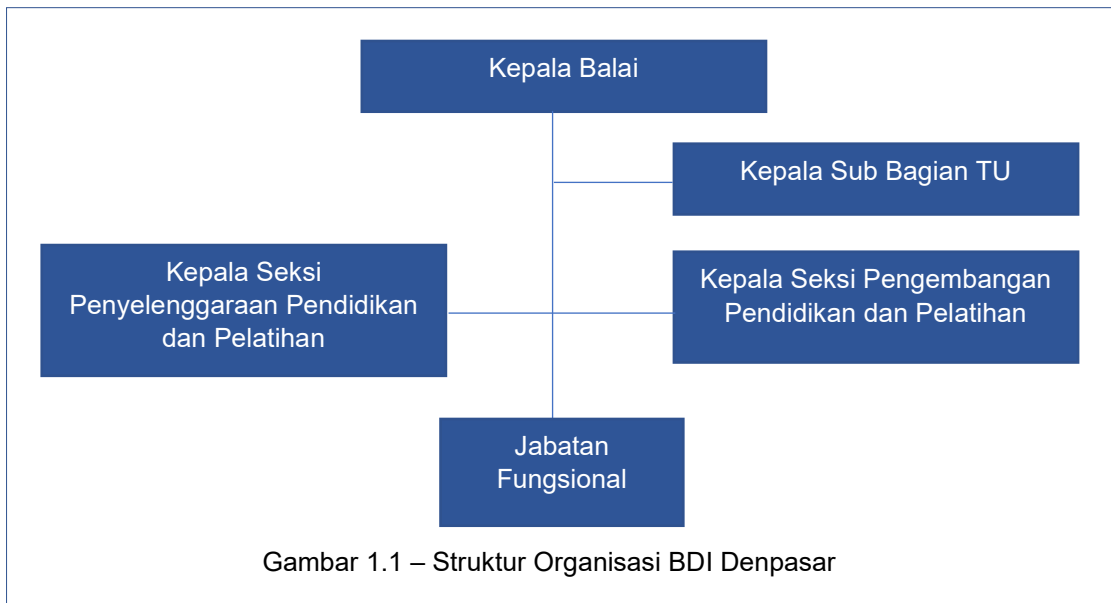 Kepala Balai
Kepala Sub Bagian TU
Kepala Seksi
Penyelenggaraan Pendidikan
dan Pelatihan
Kepala Seksi Pengembangan
Pendidikan dan Pelatihan
Jabatan
Fungsional
Gambar 1.1 – Struktur Organisasi BDI Denpasar